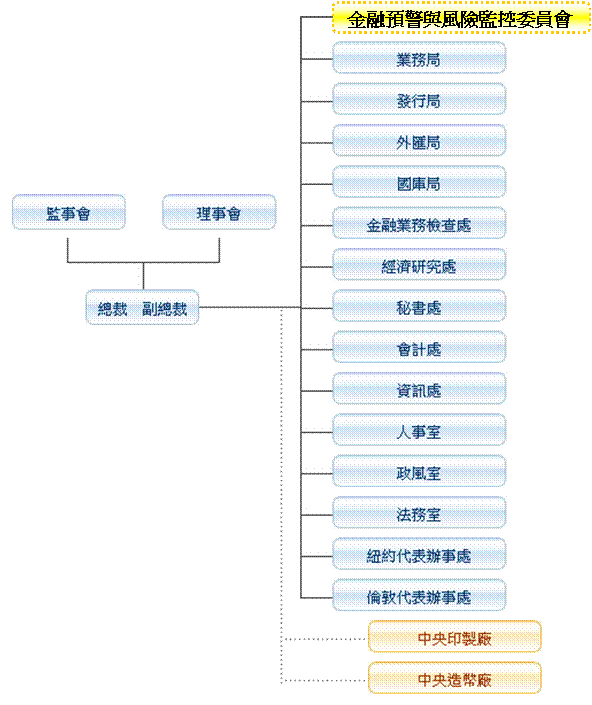 金融預警與風險監控委員會
業務局
發行局
外匯局
國庫局
監事會
理事會
金融業務檢查處
經濟研究處
總裁 副總裁
秘書處
會計處
資訊處
人事室
政風室
法務室
紐約代表辦事處
倫敦代表辦事處
中央印製廠
中央造幣廠